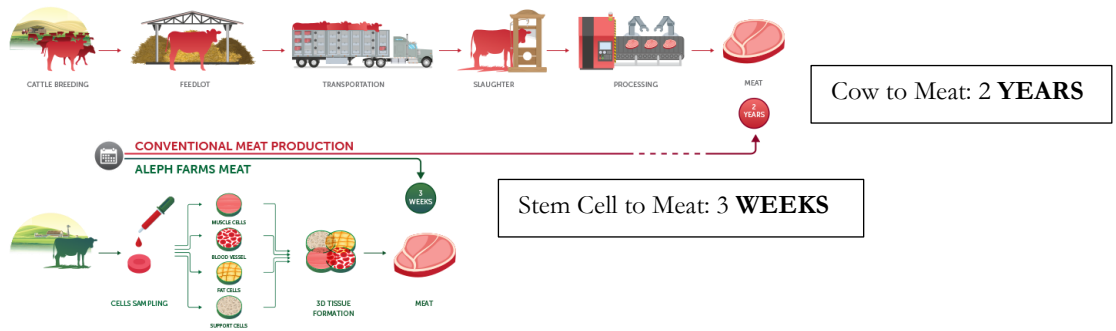 CATTLE BREEDING
FEEDLOT
TRANSPORTATION
SLAUGHTER
PROCESSING
MEAT
Cow to Meat: 2 YEARS
2
YEARS
CONVENTIONAL MEAT PRODUCTION
ALEPH FARMS MEAT
3
WEEKS
Stem Cell to Meat: 3 WEEKS
MUSCLE CELLS
BLOOD VESSEL
FAT CELLS
SUPPORT CELLS
CELLS SAMPLING
3D TISSUE
FORMATION
MEAT